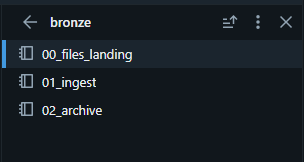 bronze
00_files_landing
01_ingest
02_archive